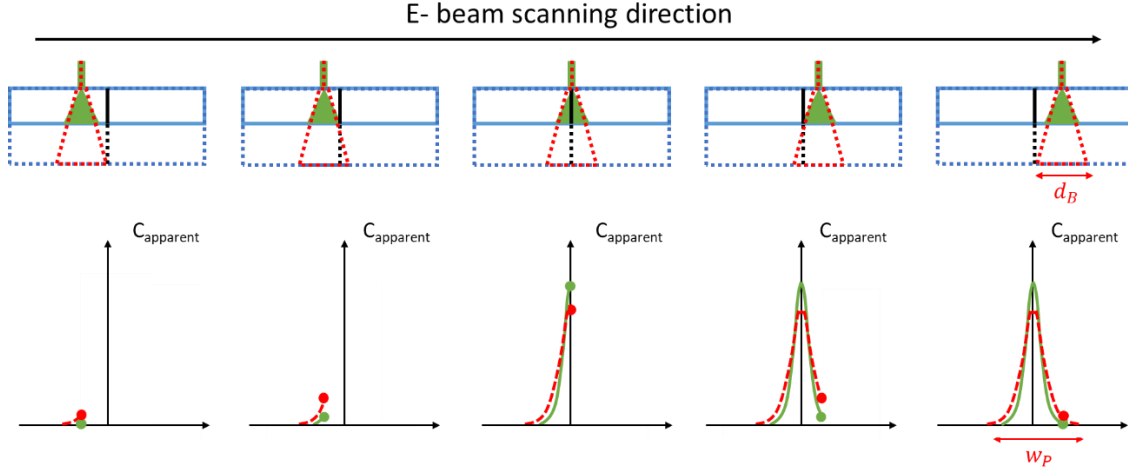 E- beam scanning direction
d_B
C_apparent
C_apparent
C_apparent
C_apparent
C_apparent
w_P